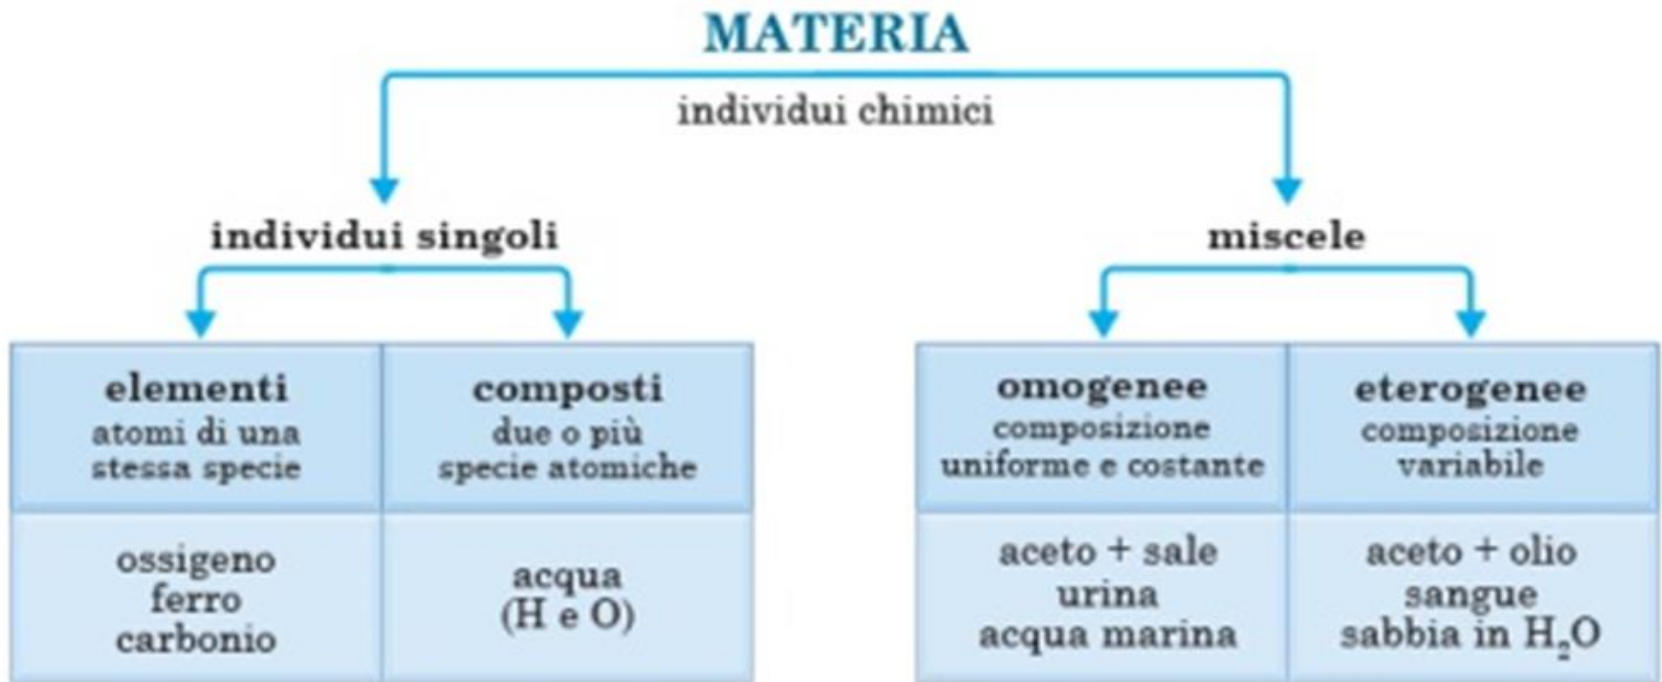 MATERIA
individui chimici
individui singoli
miscele
elementi
atomi di una
stessa specie
composti
due o più
specie atomiche
omogenee
composizione
uniforme e costante
eterogenee
composizione
variabile
ossigeno
ferro
carbonio
acqua
(H e O)
aceto + sale
urina
acqua marina
aceto + olio
sangue
sabbia in H₂O